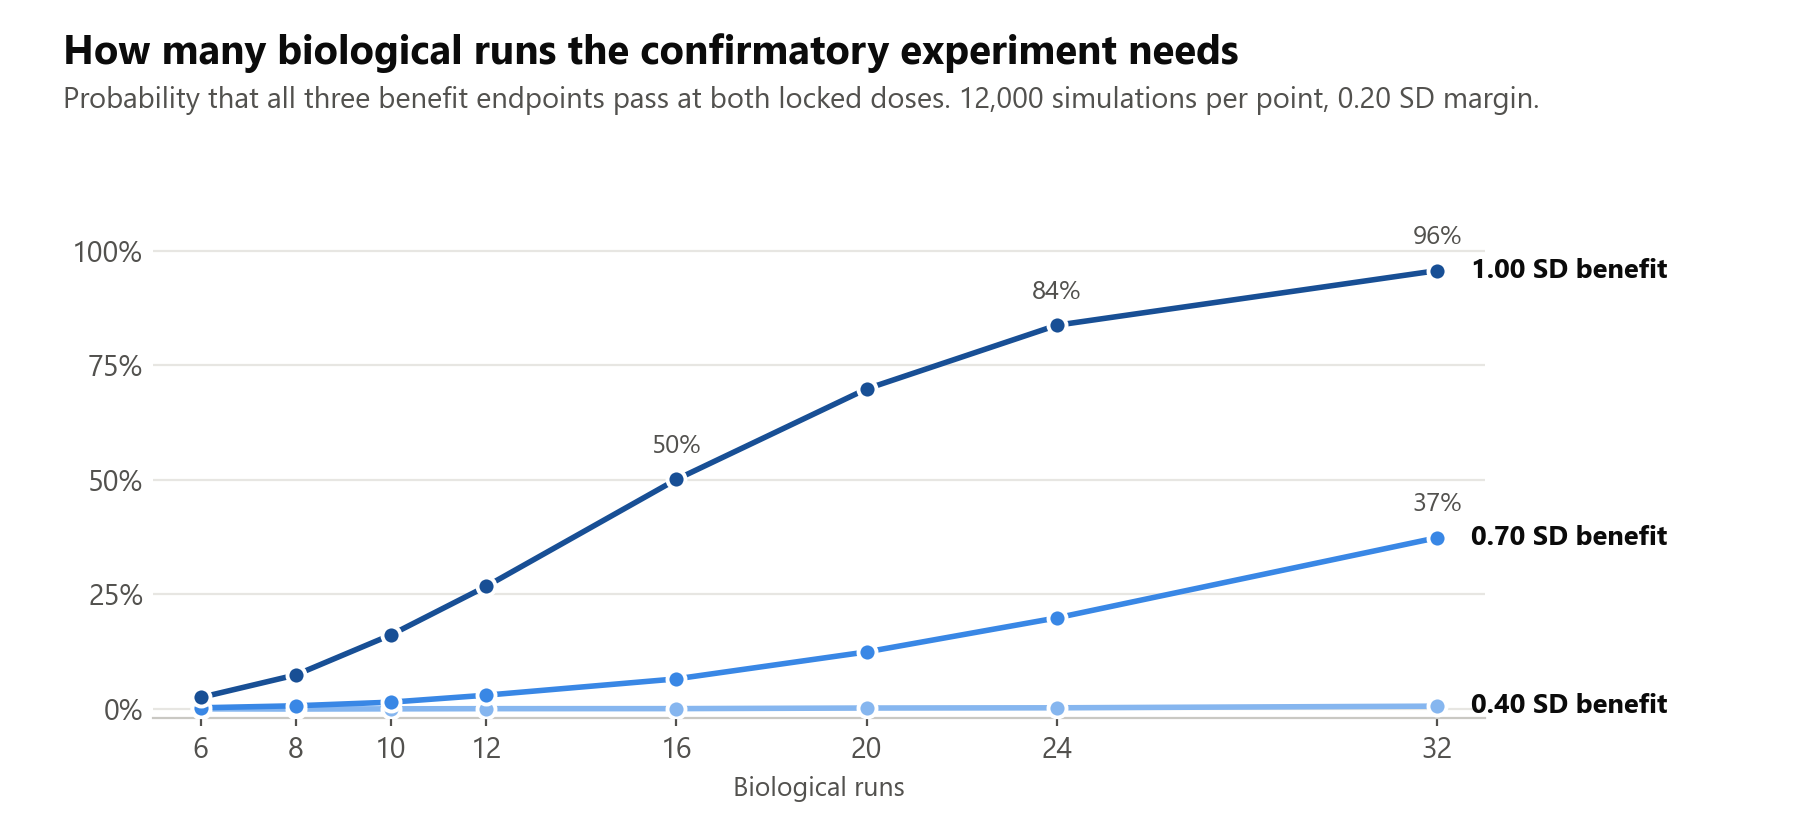 How many biological runs the confirmatory experiment needs
Probability that all three benefit endpoints pass at both locked doses. 12,000 simulations per point, 0.20 SD margin.
96%
100%
1.00 SD benefit
84%
75%
50%
50%
37%
0.70 SD benefit
25%
0%
0.40 SD benefit
6 8 10 12 16 20 24 32
Biological runs